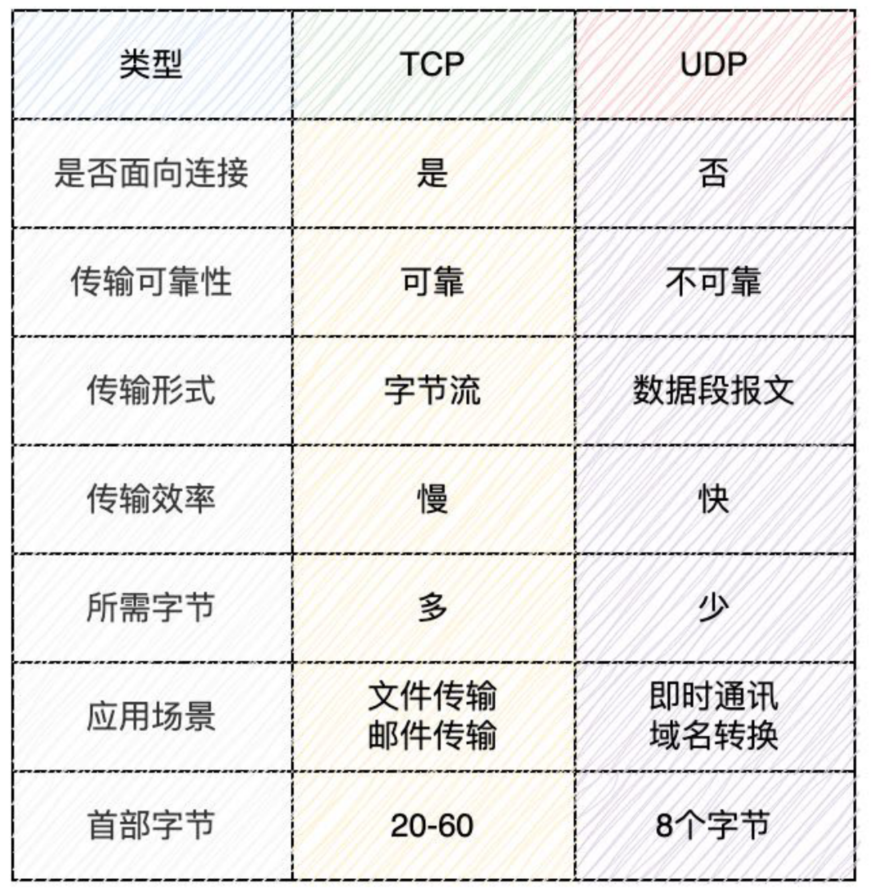 类型 TCP UDP
是否面向连接 是 否
传输可靠性 可靠 不可靠
传输形式 字节流 数据段报文
传输效率 慢 快
所需字节 多 少
应用场景 文件传输 即时通讯
邮件传输 域名转换
首部字节 20-60 8个字节